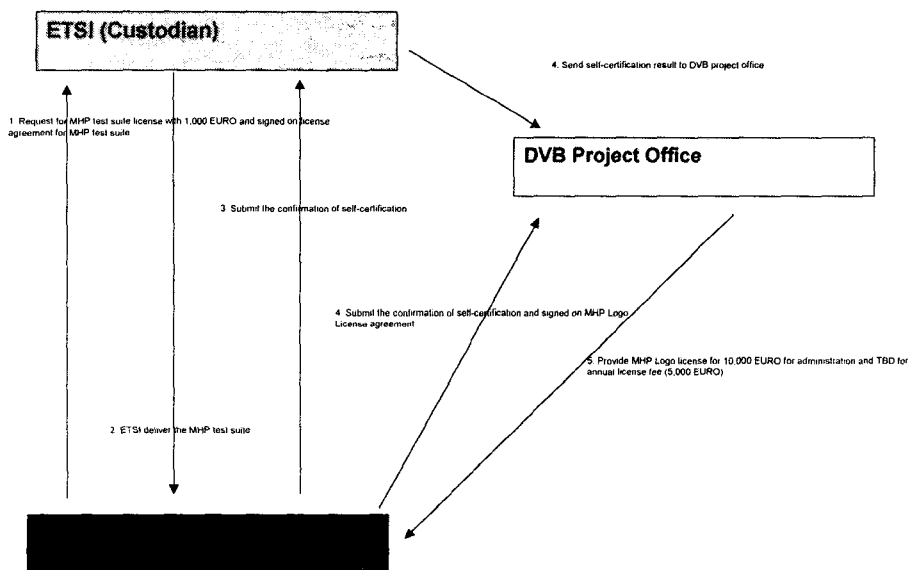 ETSI (Custodian)
4. Send self-certification result to DVB project office
1 Request for MHP test suite license with 1,000 EURO and signed on license
agreement for MHP test suite
DVB Project Office
3 Submit the confirmation of self-certification
4 Submit the confirmation of self-certification and signed on MHP Logo
License agreement
5. Provide MHP Logo license for 10,000 EURO for administration and TBD for
annual license fee (5,000 EURO)
2 ETSI deliver the MHP test suite